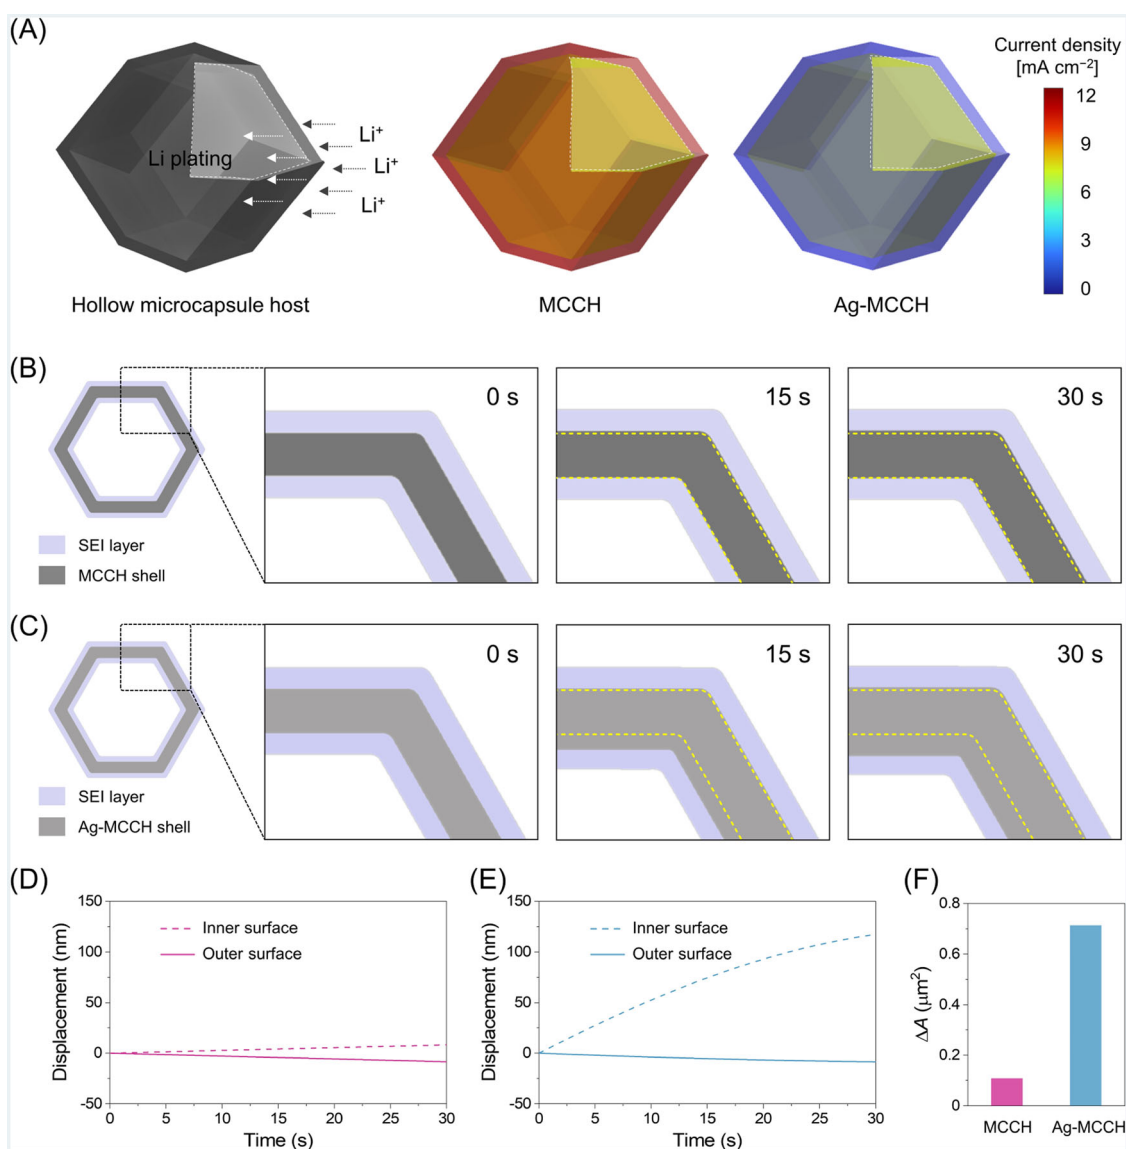 (A)
Li plating
Li⁺
Li⁺
Li⁺
Hollow microcapsule host
MCCH
Ag-MCCH
Current density
[mA cm⁻²]
12
9
6
3
0
(B)
SEI layer
MCCH shell
0 s
15 s
30 s
(C)
SEI layer
Ag-MCCH shell
0 s
15 s
30 s
(D)
Displacement (nm)
150
100
50
0
-50
Inner surface
Outer surface
0
5
10
15
20
25
30
Time (s)
(E)
Displacement (nm)
150
100
50
0
-50
Inner surface
Outer surface
0
5
10
15
20
25
30
Time (s)
(F)
ΔA (μm²)
0.8
0.6
0.4
0.2
0
MCCH
Ag-MCCH